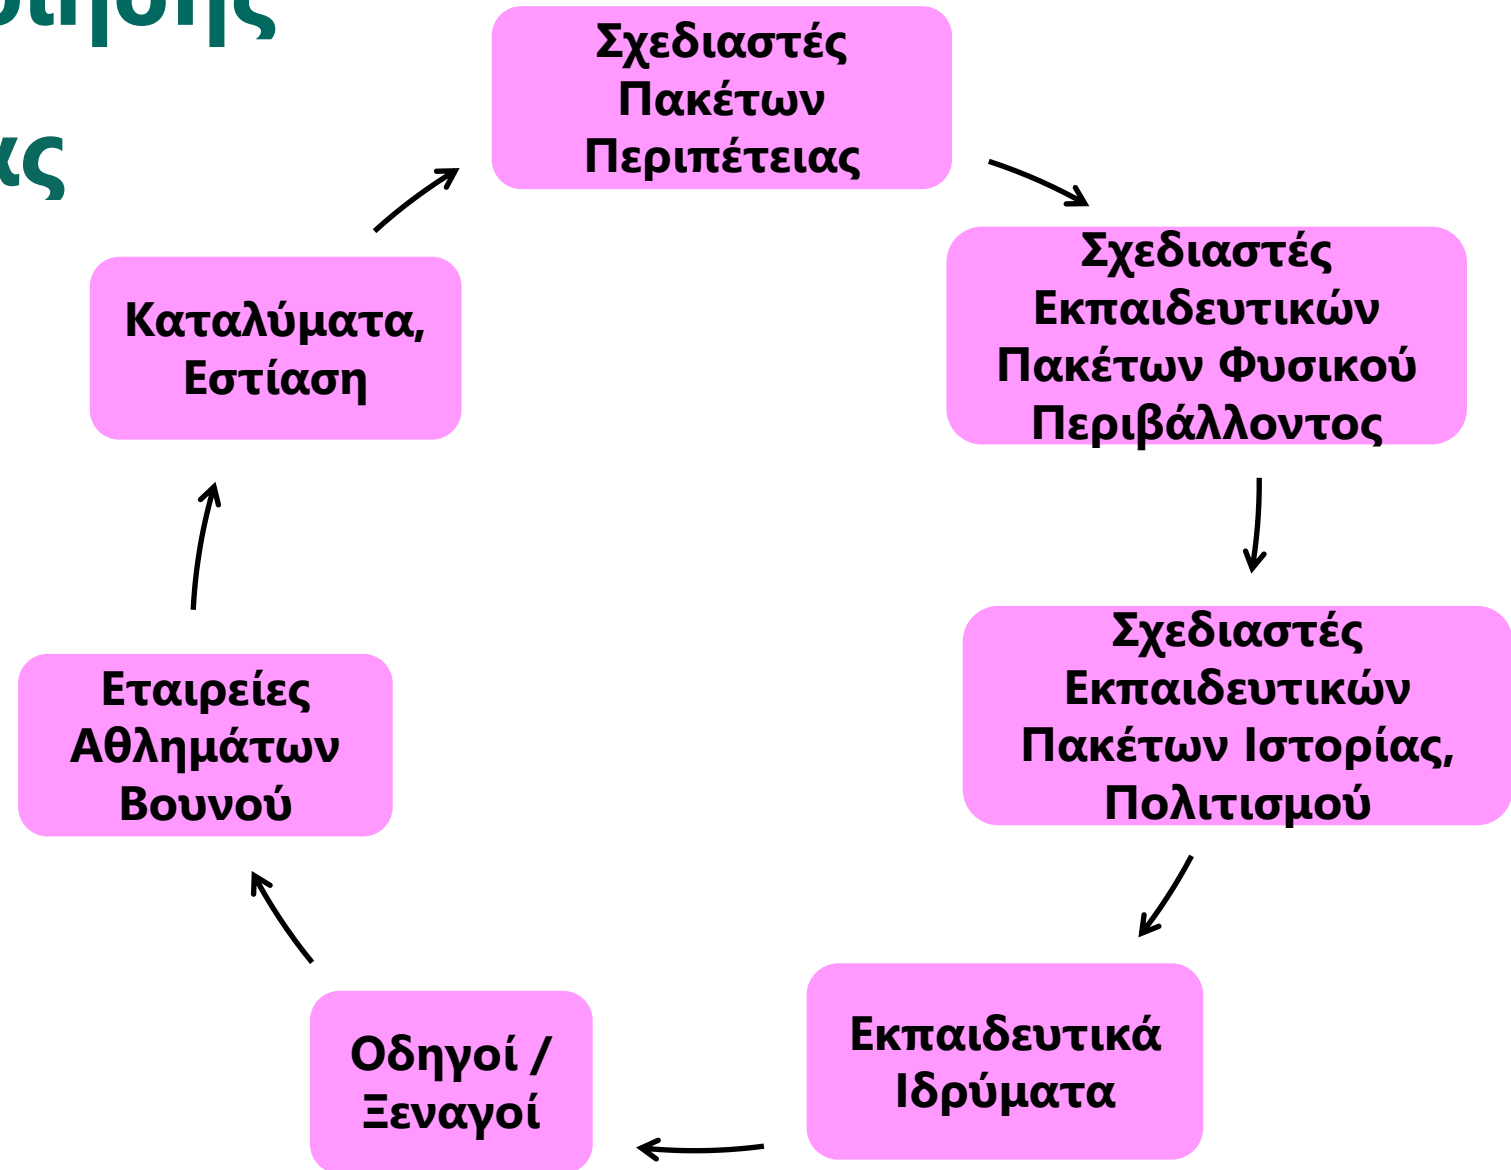 Σχεδιαστές
Πακέτων
Περιπέτειας
Σχεδιαστές
Εκπαιδευτικών
Πακέτων Φυσικού
Περιβάλλοντος
Σχεδιαστές
Εκπαιδευτικών
Πακέτων Ιστορίας,
Πολιτισμού
Εκπαιδευτικά
Ιδρύματα
Οδηγοί /
Ξεναγοί
Εταιρείες
Αθλημάτων
Βουνού
Καταλύματα,
Εστίαση